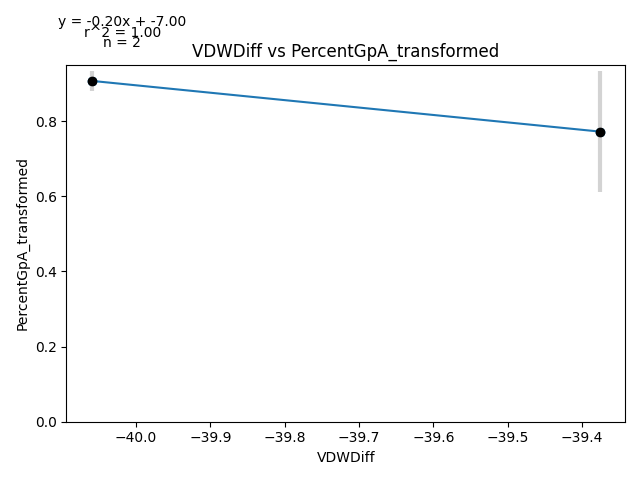 y = -0.20x + -7.00
r^2 = 1.00
n = 2
VDWDiff vs PercentGpA_transformed
PercentGpA_transformed
0.8
0.6
0.4
0.2
0.0
−40.0 −39.9 −39.8 −39.7 −39.6 −39.5 −39.4
VDWDiff